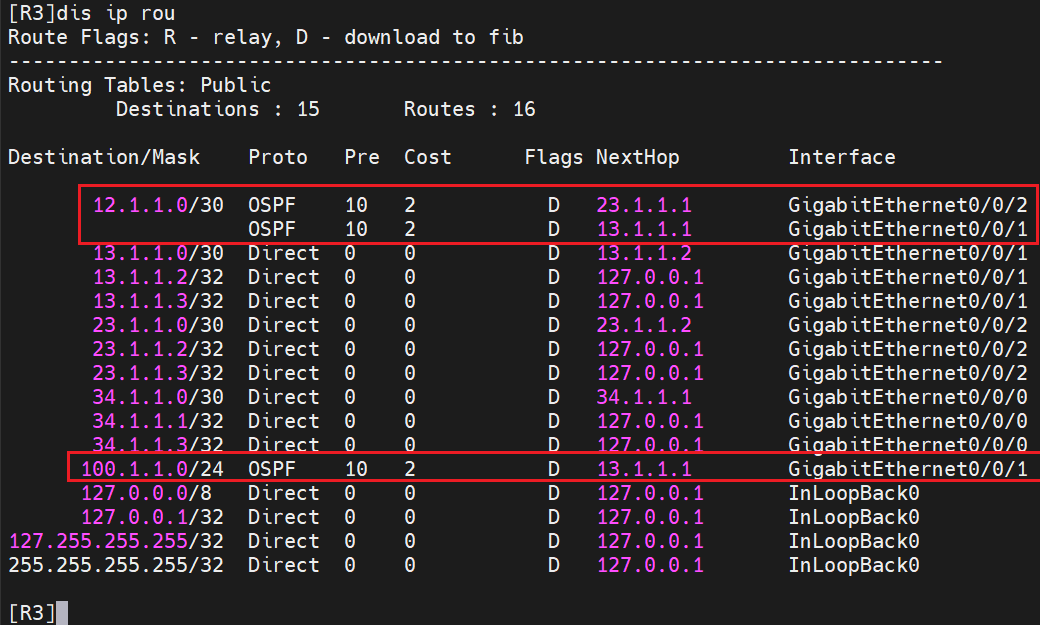 [R3]dis ip rou
Route Flags: R - relay, D - download to fib
------------------------------------------------------------------------------
Routing Tables: Public
         Destinations : 15       Routes : 16

Destination/Mask    Proto   Pre  Cost      Flags NextHop         Interface

       12.1.1.0/30  OSPF    10   2           D   23.1.1.1        GigabitEthernet0/0/2
                    OSPF    10   2           D   13.1.1.1        GigabitEthernet0/0/1
       13.1.1.0/30  Direct  0    0           D   13.1.1.2        GigabitEthernet0/0/1
       13.1.1.2/32  Direct  0    0           D   127.0.0.1       GigabitEthernet0/0/1
       13.1.1.3/32  Direct  0    0           D   127.0.0.1       GigabitEthernet0/0/1
       23.1.1.0/30  Direct  0    0           D   23.1.1.2        GigabitEthernet0/0/2
       23.1.1.2/32  Direct  0    0           D   127.0.0.1       GigabitEthernet0/0/2
       23.1.1.3/32  Direct  0    0           D   127.0.0.1       GigabitEthernet0/0/2
       34.1.1.0/30  Direct  0    0           D   34.1.1.1        GigabitEthernet0/0/0
       34.1.1.1/32  Direct  0    0           D   127.0.0.1       GigabitEthernet0/0/0
       34.1.1.3/32  Direct  0    0           D   127.0.0.1       GigabitEthernet0/0/0
      100.1.1.0/24  OSPF    10   2           D   13.1.1.1        GigabitEthernet0/0/1
      127.0.0.0/8   Direct  0    0           D   127.0.0.1       InLoopBack0
      127.0.0.1/32  Direct  0    0           D   127.0.0.1       InLoopBack0
127.255.255.255/32  Direct  0    0           D   127.0.0.1       InLoopBack0
255.255.255.255/32  Direct  0    0           D   127.0.0.1       InLoopBack0

[R3]